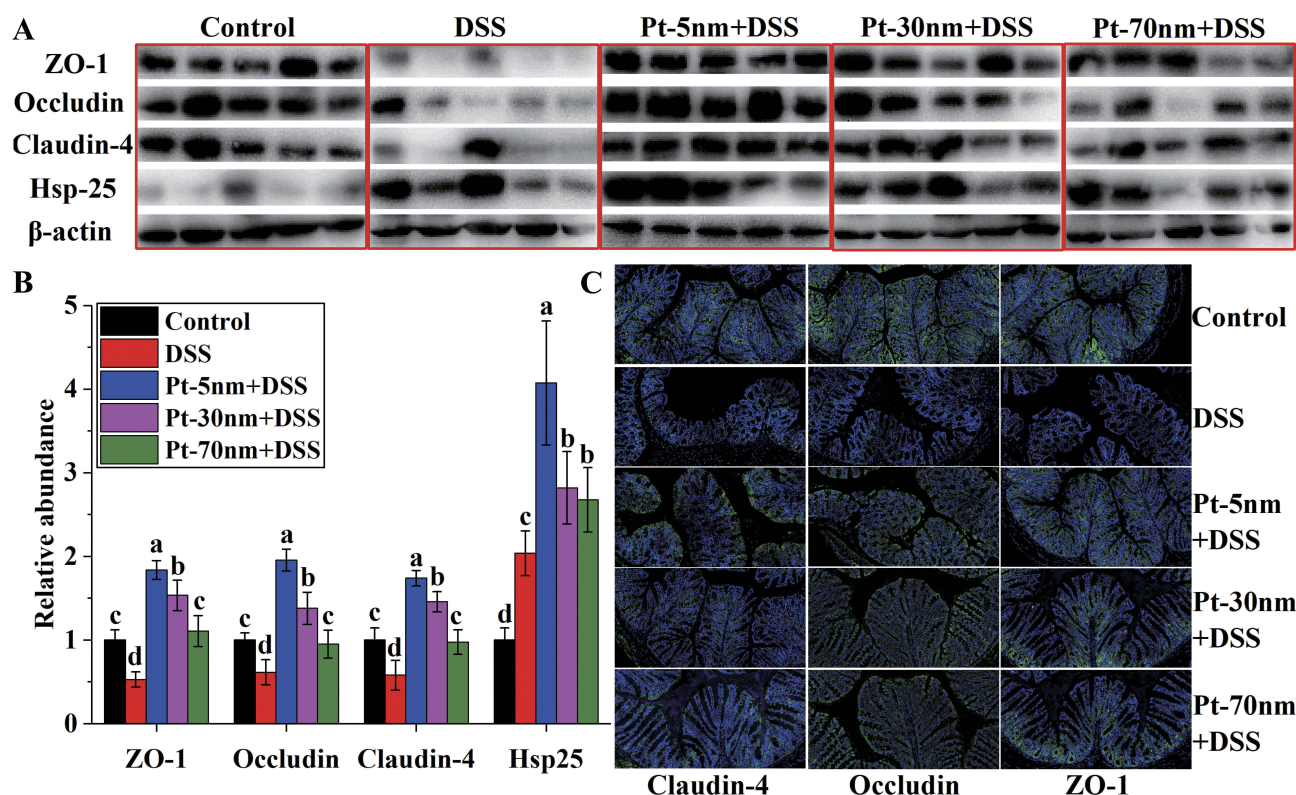 A
Control DSS Pt-5nm+DSS Pt-30nm+DSS Pt-70nm+DSS
ZO-1
Occludin
Claudin-4
Hsp-25
β-actin
B
Relative abundance
5
4
3
2
1
0
Control
DSS
Pt-5nm+DSS
Pt-30nm+DSS
Pt-70nm+DSS
c d a b c
c d a b c
c d a b c
d c a b b
ZO-1 Occludin Claudin-4 Hsp25
C
Control
DSS
Pt-5nm
+DSS
Pt-30nm
+DSS
Pt-70nm
+DSS
Claudin-4 Occludin ZO-1